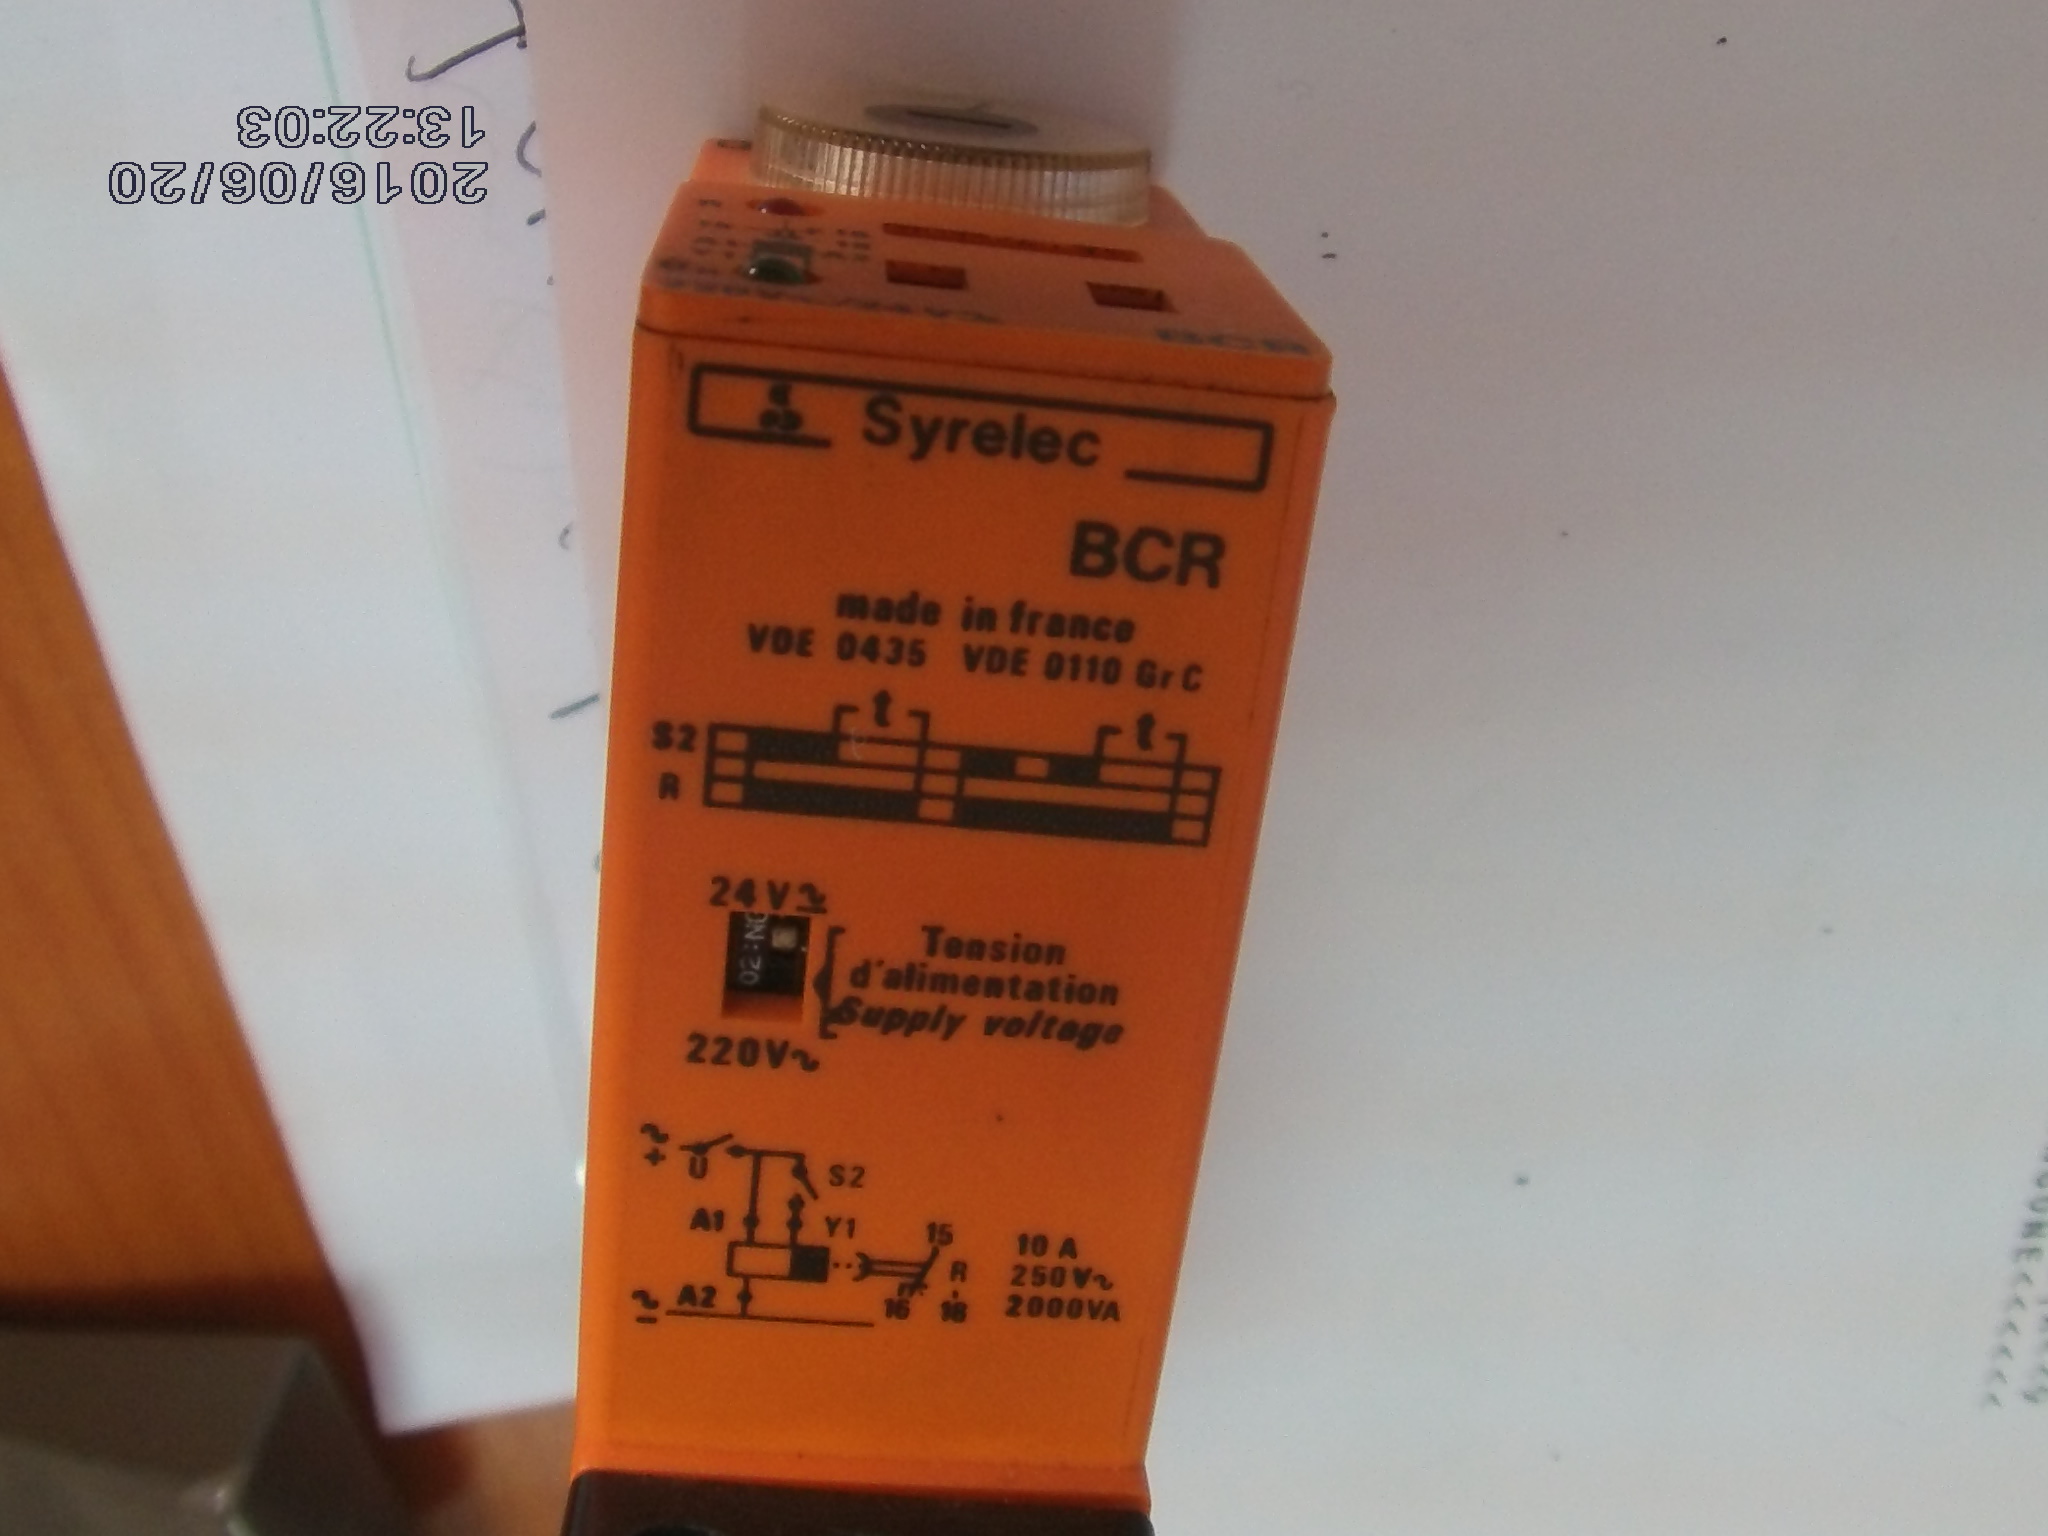 2016/06/20
13:22:03
Syrelec
BCR
made in france
VDE 0435 VDE 0110 Gr C
t t
S2
R
24 V
Tension
d'alimentation
Supply voltage
220V~
~
+ U
S2
A1 Y1
15
R
10 A
250V~
2000VA
A2
16 18